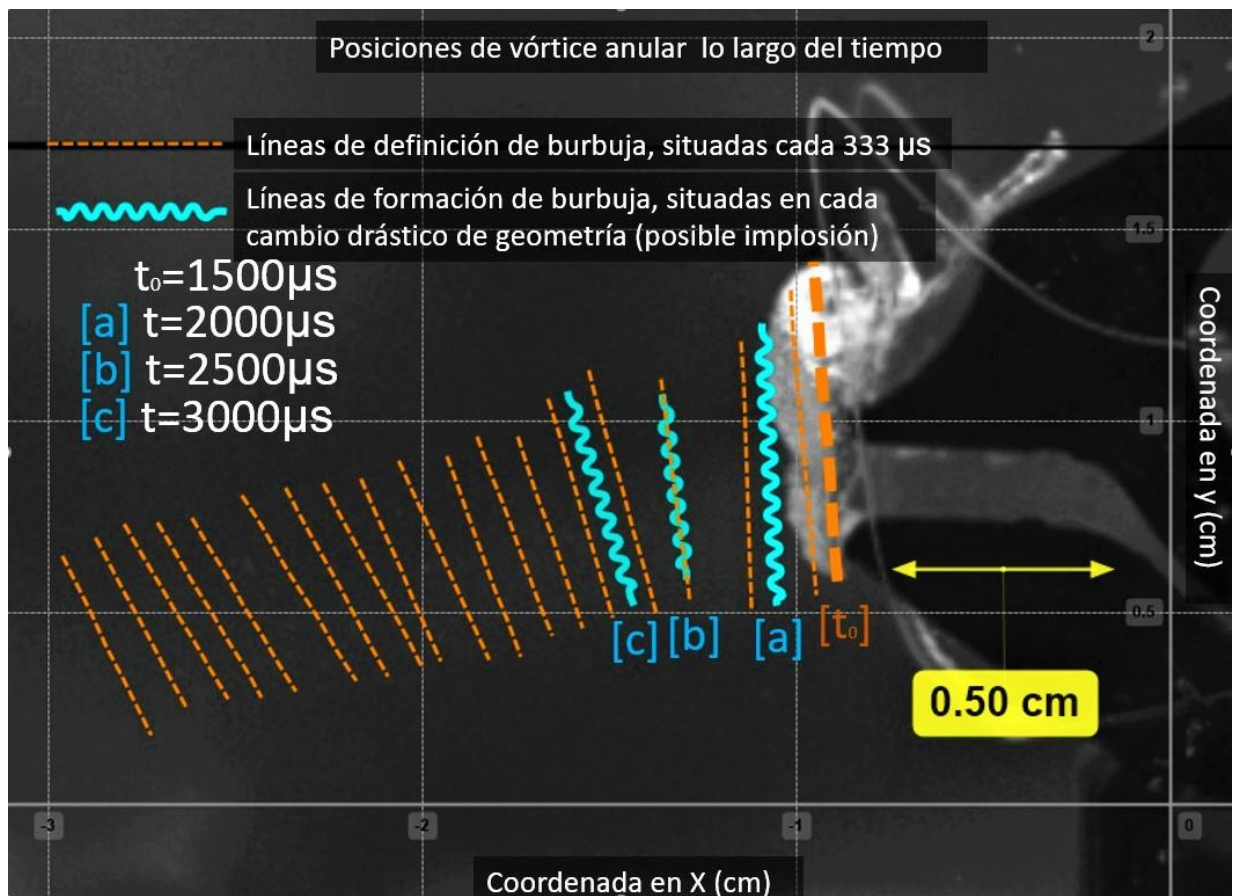 Posiciones de vórtice anular lo largo del tiempo
2
Líneas de definición de burbuja, situadas cada 333 µs
Líneas de formación de burbuja, situadas en cada
cambio drástico de geometría (posible implosión)
1.5
t₀=1500µs
[a] t=2000µs
[b] t=2500µs
[c] t=3000µs
Coordenada en y (cm)
1
0.5
[c] [b] [a] [t₀]
0.50 cm
-3 -2 -1 0
Coordenada en X (cm)